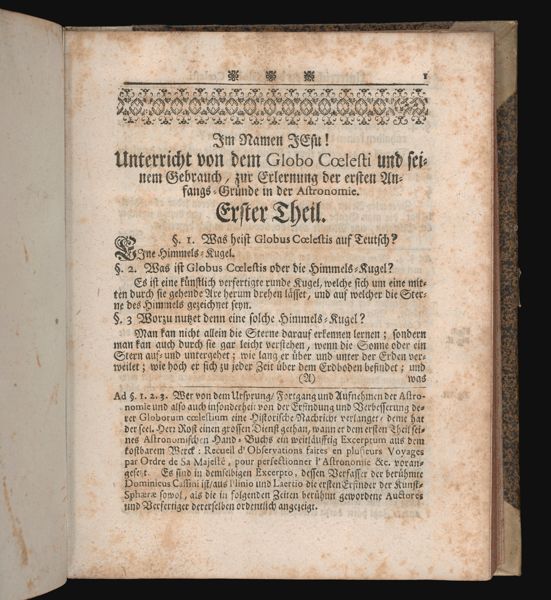 1
Im Namen JEsu!
Unterricht von dem Globo Cœlesti und sei-
nem Gebrauch, zur Erlernung der ersten An-
fangs-Gründe in der Astronomie.
Erster Theil.
§. 1. Was heist Globus Cœlestis auf Teutsch?
EIne Himmels-Kugel.
§. 2. Was ist Globus Cœlestis oder die Himmels-Kugel?
Es ist eine künstlich verfertigte runde Kugel, welche sich um eine mit-
ten durch sie gehende Axe herum drehen lässet, und auf welcher die Ster-
ne des Himmels gezeichnet seyn.
§. 3 Worzu nutzet denn eine solche Himmels-Kugel?
Man kan nicht allein die Sterne darauf erkennen lernen; sondern
man kan auch durch sie gar leicht verstehen, wenn die Sonne oder ein
Stern auf- und untergehet; wie lang er über und unter der Erden ver-
weilet; wie hoch er sich zu jeder Zeit über dem Erdboden befindet; und
(A) was
Ad §. 1. 2. 3. Wer von dem Ursprung, Fortgang und Aufnehmen der Astro-
nomie und also auch insonderheit von der Erfindung und Verbesserung de-
rer Globorum cœlestium eine Historische Nachricht verlanget, deme hat
der seel. Herr Rost einen grossen Dienst gethan, wann er dem ersten Theil sei-
nes Astronomischen Hand-Buchs ein weitläufftig Excerptum aus dem
kostbarem Werck: Recueil d'Observations faites en plusieurs Voyages
par Ordre de Sa Majesté, pour perfectionner l'Astronomie &c. voran-
gesetzt. Es sind in demselbigen Excerpto, dessen Verfasser der berühmte
Dominicus Cassini ist, aus Plinio und Laertio die ersten Erfinder der Kunst-
Sphæræ sowol, als die in folgenden Zeiten berühmt gewordene Auctores
und Verfertiger dererselben ordentlich angezeigt.